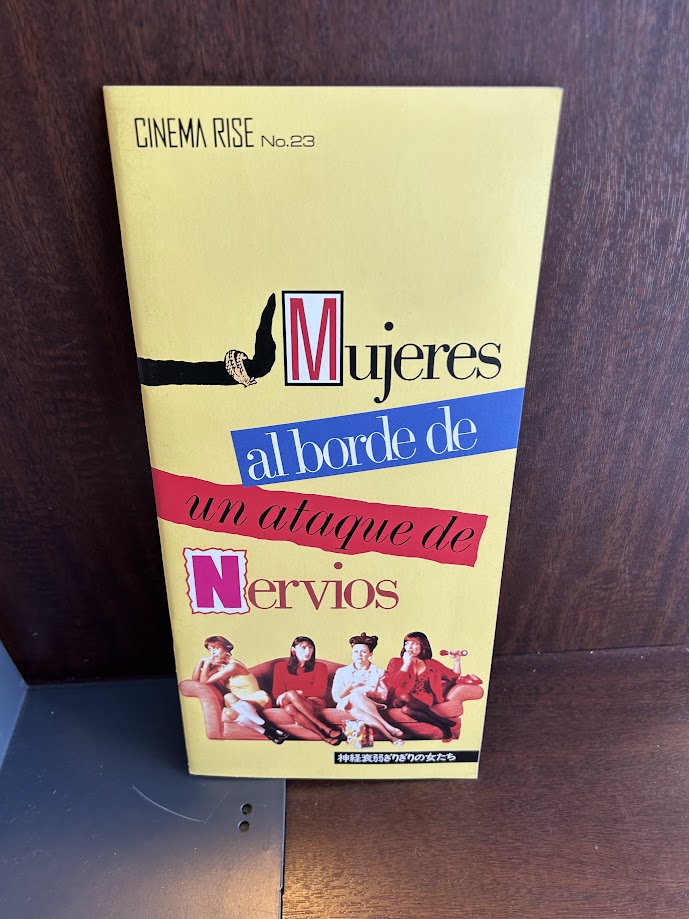 CINEMA RISE No.23
Mujeres
al borde de
un ataque de
Nervios
神経衰弱ぎりぎりの女たち